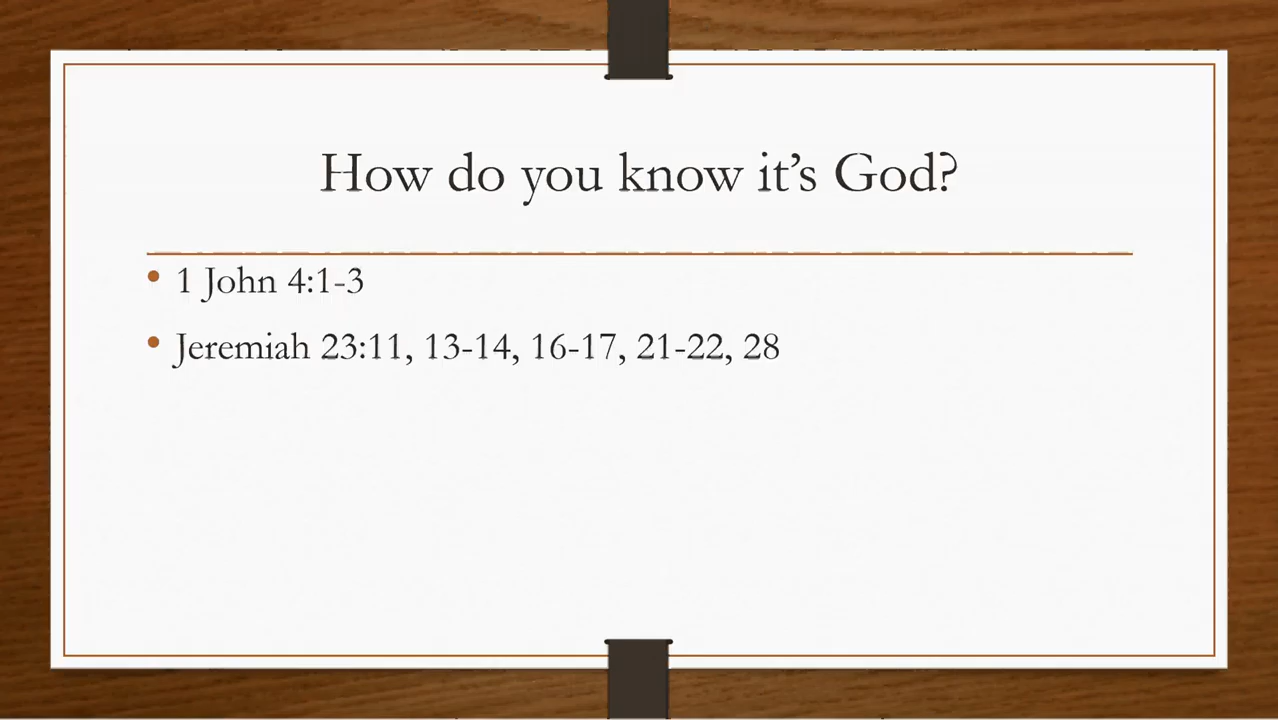 How do you know it’s God?
• 1 John 4:1-3
• Jeremiah 23:11, 13-14, 16-17, 21-22, 28